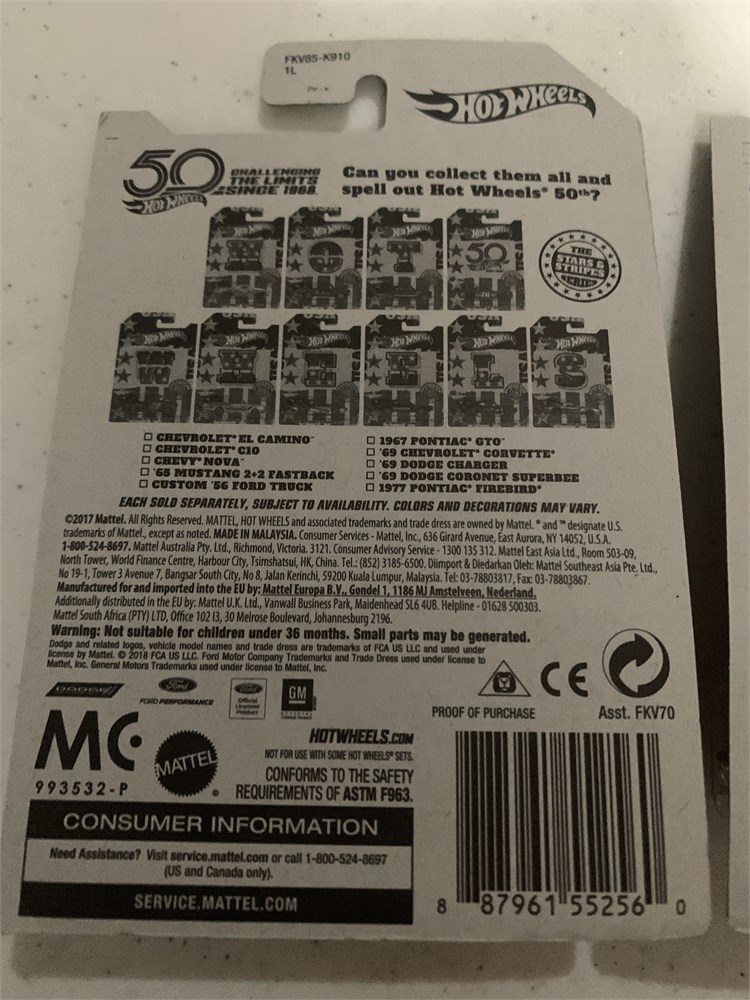 FKV85-K910
1L
HOT WHEELS
50 CHALLENGING
THE LIMITS
SINCE 1968
HOT WHEELS
Can you collect them all and
spell out Hot Wheels® 50th?
H O T 50
THE
STARS &
STRIPES
SERIES
W H E E L S
☐ CHEVROLET® EL CAMINO™
☐ CHEVROLET® C10
☐ CHEVY® NOVA™
☐ '65 MUSTANG 2+2 FASTBACK
☐ CUSTOM '56 FORD TRUCK
☐ 1967 PONTIAC® GTO™
☐ '69 CHEVROLET® CORVETTE®
☐ '69 DODGE CHARGER
☐ '69 DODGE CORONET SUPERBEE
☐ 1977 PONTIAC® FIREBIRD®
EACH SOLD SEPARATELY, SUBJECT TO AVAILABILITY. COLORS AND DECORATIONS MAY VARY.
©2017 Mattel. All Rights Reserved. MATTEL, HOT WHEELS and associated trademarks and trade dress are owned by Mattel. ® and ™ designate U.S.
trademarks of Mattel, except as noted. MADE IN MALAYSIA. Consumer Services - Mattel, Inc., 636 Girard Avenue, East Aurora, NY 14052, U.S.A.
1-800-524-8697. Mattel Australia Pty. Ltd., Richmond, Victoria. 3121. Consumer Advisory Service - 1300 135 312. Mattel East Asia Ltd., Room 503-09,
North Tower, World Finance Centre, Harbour City, Tsimshatsui, HK, China. Tel.: (852) 3185-6500. Diimport & Diedarkan Oleh: Mattel Southeast Asia Pte. Ltd.,
No 19-1, Tower 3 Avenue 7, Bangsar South City, No 8, Jalan Kerinchi, 59200 Kuala Lumpur, Malaysia. Tel: 03-78803817, Fax: 03-78803867.
Manufactured for and imported into the EU by: Mattel Europa B.V., Gondel 1, 1186 MJ Amstelveen, Nederland.
Additionally distributed in the EU by: Mattel U.K. Ltd., Vanwall Business Park, Maidenhead SL6 4UB. Helpline - 01628 500303.
Mattel South Africa (PTY) LTD, Office 102 I3, 30 Melrose Boulevard, Johannesburg 2196.
Warning: Not suitable for children under 36 months. Small parts may be generated.
Dodge and related logos, vehicle model names and trade dress are trademarks of FCA US LLC and used under
license by Mattel. © 2018 FCA US LLC. Ford Motor Company Trademarks and Trade Dress used under license to
Mattel, Inc. General Motors Trademarks used under license to Mattel, Inc.
DODGE
Ford
FORD PERFORMANCE
Ford
Official
Licensed
Product
GM
CE
PROOF OF PURCHASE
Asst. FKV70
MC
993532-P
MATTEL
HOTWHEELS.COM
NOT FOR USE WITH SOME HOT WHEELS® SETS.
CONFORMS TO THE SAFETY
REQUIREMENTS OF ASTM F963.
CONSUMER INFORMATION
Need Assistance? Visit service.mattel.com or call 1-800-524-8697
(US and Canada only).
SERVICE.MATTEL.COM
8 87961 55256 0